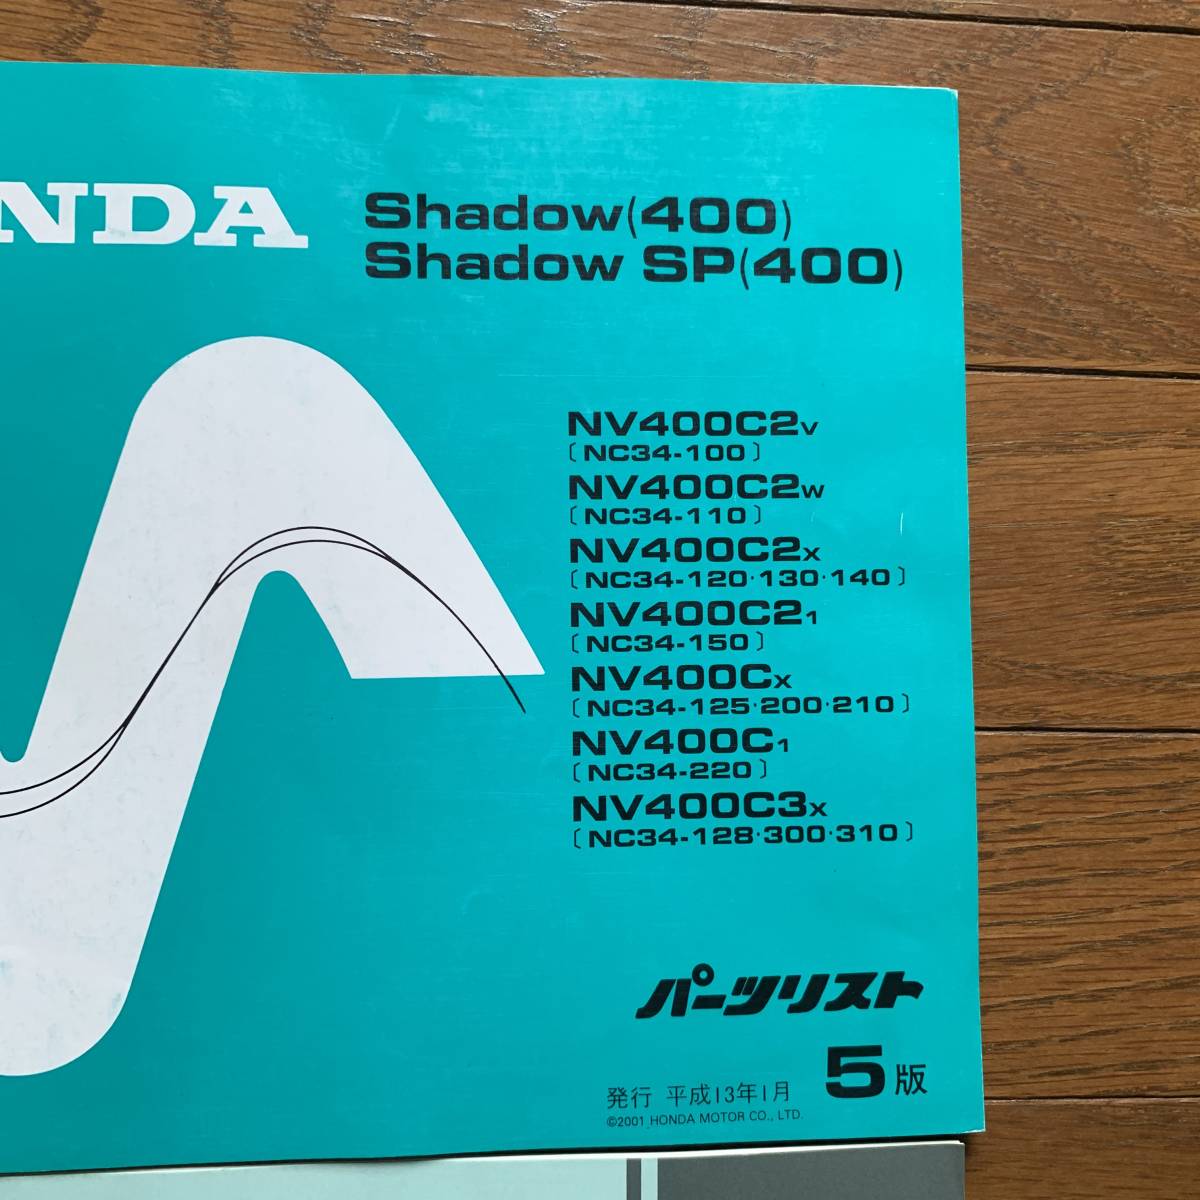 NDA
Shadow(400)
Shadow SP(400)
NV400C2V
〔NC34-100〕
NV400C2W
〔NC34-110〕
NV400C2X
〔NC34-120·130·140〕
NV400C21
〔NC34-150〕
NV400CX
〔NC34-125·200·210〕
NV400C1
〔NC34-220〕
NV400C3X
〔NC34-128·300·310〕
パーツリスト
5版
発行 平成13年1月
©2001 HONDA MOTOR CO., LTD.